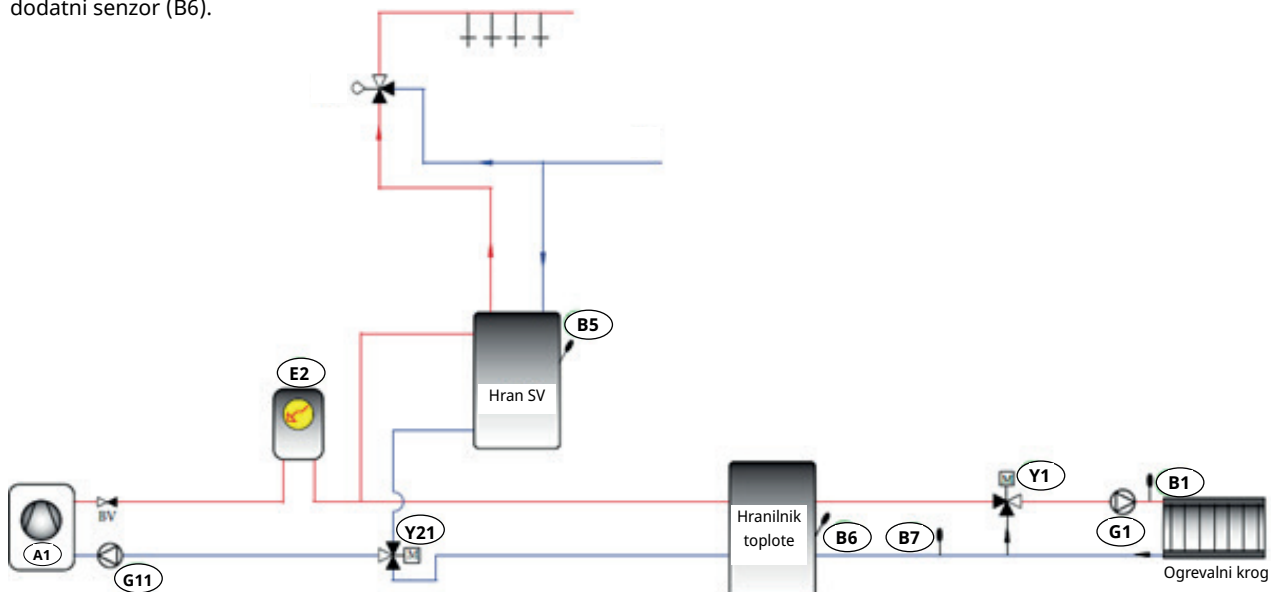 dodatni senzor (B6).
B5
Hran SV
E2
BV
A1
G11
Y21
Hranilnik
toplote
B6
B7
Y1
M
G1
B1
M
Ogrevalni krog